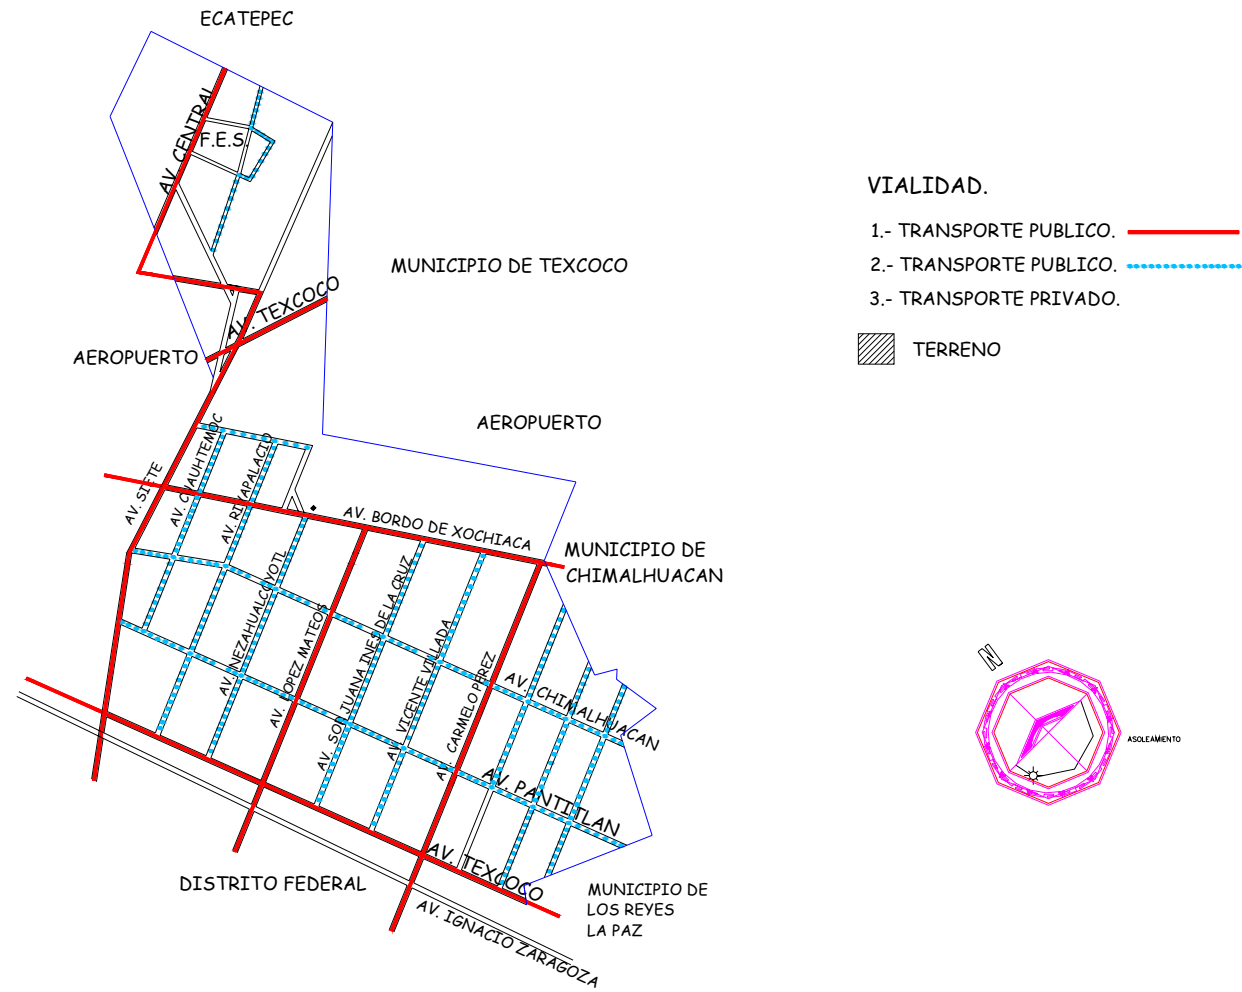 ECATEPEC
AV. CENTRAL
F.E.S.
VIALIDAD.
1.- TRANSPORTE PUBLICO.
2.- TRANSPORTE PUBLICO.
3.- TRANSPORTE PRIVADO.
TERRENO
MUNICIPIO DE TEXCOCO
AV. TEXCOCO
AEROPUERTO
AEROPUERTO
AV. SIETE
AV. CUAUHTEMOC
AV. RIVAPALACIO
AV. BORDO DE XOCHIACA
MUNICIPIO DE
CHIMALHUACAN
AV. NEZAHUALCOYOTL
AV. LOPEZ MATEOS
AV. SOR JUANA INES DE LA CRUZ
AV. VICENTE VILLADA
AV. CARMELO PEREZ
AV. CHIMALHUACAN
N
ASOLEAMIENTO
AV. PANTITLAN
AV. TEXCOCO
DISTRITO FEDERAL
MUNICIPIO DE
LOS REYES
LA PAZ
AV. IGNACIO ZARAGOZA